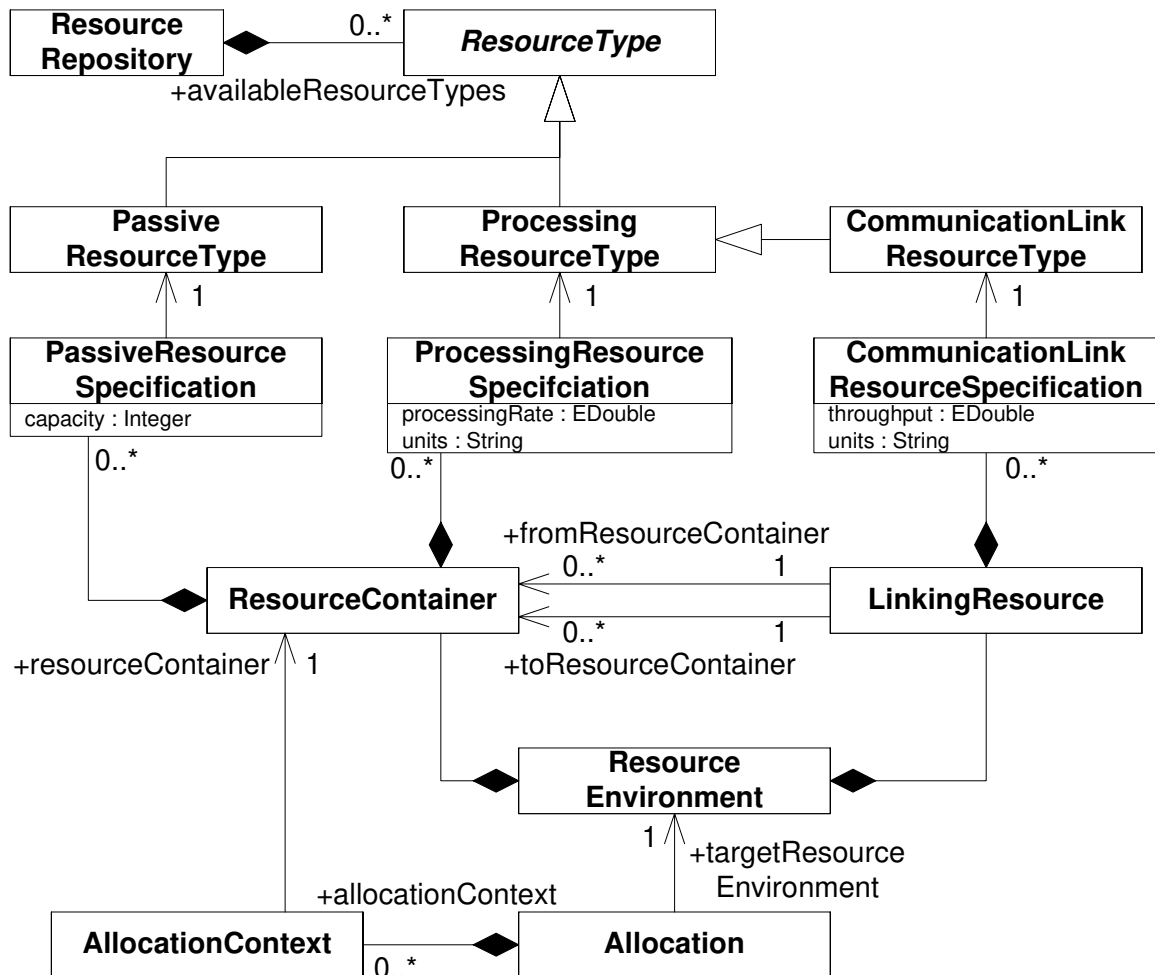 Resource
Repository
0..*
ResourceType
+availableResourceTypes
Passive
ResourceType
Processing
ResourceType
CommunicationLink
ResourceType
1
1
1
PassiveResource
Specification
capacity : Integer
ProcessingResource
Specifciation
processingRate : EDouble
units : String
CommunicationLink
ResourceSpecification
throughput : EDouble
units : String
0..*
0..*
0..*
+fromResourceContainer
0..*
1
ResourceContainer
LinkingResource
0..*
1
+resourceContainer
1
+toResourceContainer
Resource
Environment
1
+targetResource
Environment
+allocationContext
AllocationContext
Allocation
0..*